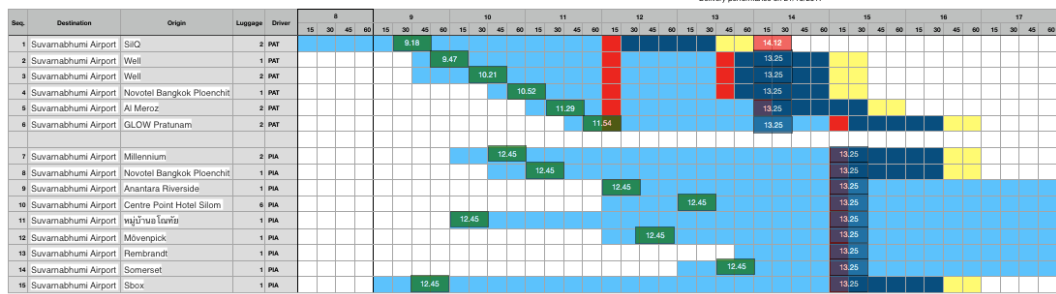 Seq. Destination Origin Luggage Driver 8 9 10 11 12 13 14 15 16 17
15 30 45 60 15 30 45 60 15 30 45 60 15 30 45 60 15 30 45 60 15 30 45 60 15 30 45 60 15 30 45 60 15 30 45 60 15 30 45 60
1 Suvarnabhumi Airport SilQ 2 PAT 9.18 14.12
2 Suvarnabhumi Airport Well 1 PAT 9.47 13.25
3 Suvarnabhumi Airport Well 2 PAT 10.21 13.25
4 Suvarnabhumi Airport Novotel Bangkok Ploenchit 1 PAT 10.52 13.25
5 Suvarnabhumi Airport Al Meroz 2 PAT 11.29 13.25
6 Suvarnabhumi Airport GLOW Pratunam 2 PAT 11.54 13.25
7 Suvarnabhumi Airport Millennium 2 PIA 12.45 13.25
8 Suvarnabhumi Airport Novotel Bangkok Ploenchit 1 PIA 12.45 13.25
9 Suvarnabhumi Airport Anantara Riverside 1 PIA 12.45 13.25
10 Suvarnabhumi Airport Centre Point Hotel Silom 6 PIA 12.45 13.25
11 Suvarnabhumi Airport หมู่บ้านอโณทัย 1 PIA 12.45 13.25
12 Suvarnabhumi Airport Mövenpick 1 PIA 12.45 13.25
13 Suvarnabhumi Airport Rembrandt 1 PIA 13.25
14 Suvarnabhumi Airport Somerset 1 PIA 12.45 13.25
15 Suvarnabhumi Airport Sbox 1 PIA 12.45 13.25